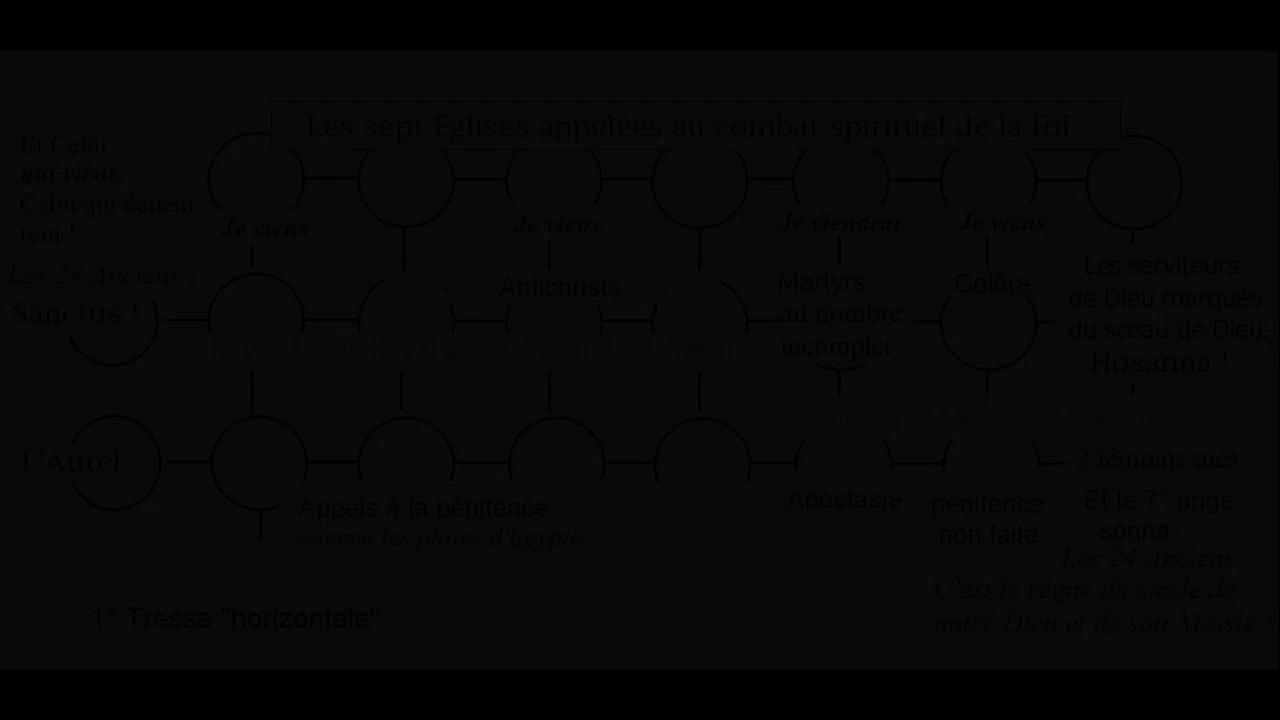 Les sept Eglises appelées au combat spirituel de la foi
Et Celui
qui vient,
Celui qui détient
tout !
Je viens
Je viens
Je viendrai
Je viens
Les 24 Anciens :
Sanctus !
- - - Antichrists - - -
Martyrs
au nombre
incomplet
Colère
Les serviteurs
de Dieu marqués
du sceau de Dieu.
Hosanna !
L'Autel
2 témoins tués.
Appels à la pénitence
comme les plaies d'Egypte
Apostasie
pénitence
non faite
Et le 7° ange
sonna.
Les 24 Anciens :
C'est le règne du siècle de
notre Dieu et de son Messie !
1° Tresse "horizontale"